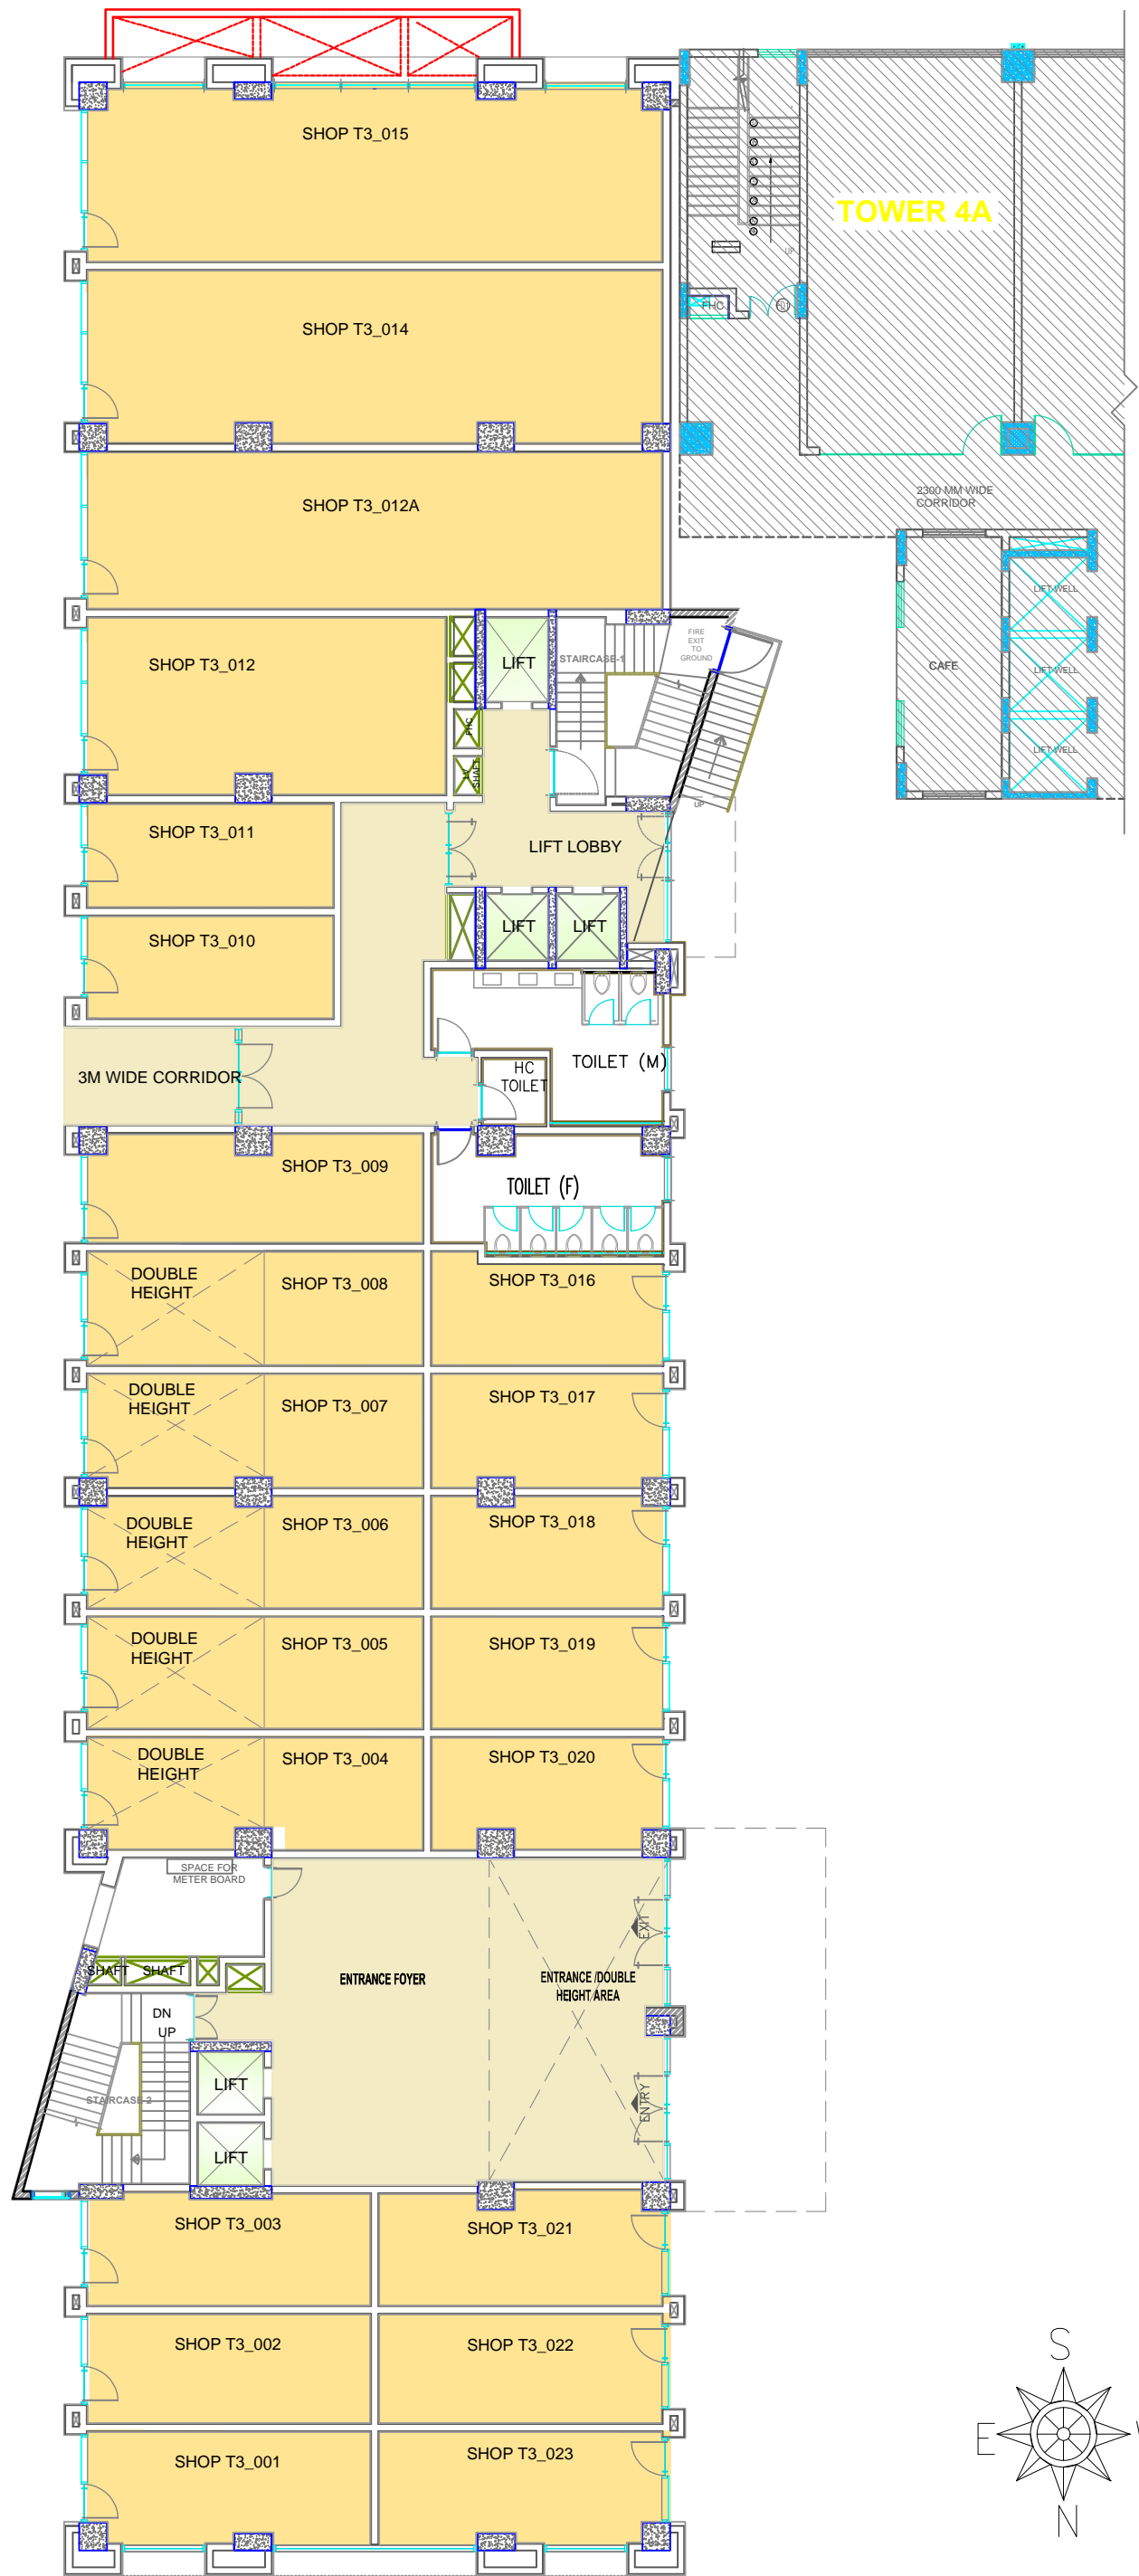 SHOP T3_015
TOWER 4A
UP
FHC
SHOP T3_014
2300 MM WIDE
CORRIDOR
SHOP T3_012A
LIFT WELL
FIRE
EXIT
TO
GROUND
STAIRCASE-1
LIFT
SHOP T3_012
CAFE
LIFT WELL
FHC
LIFT WELL
SHAFT
UP
SHOP T3_011
LIFT LOBBY
LIFT
LIFT
SHOP T3_010
TOILET (M)
HC
TOILET
3M WIDE CORRIDOR
SHOP T3_009
TOILET (F)
DOUBLE
HEIGHT
SHOP T3_008
SHOP T3_016
DOUBLE
HEIGHT
SHOP T3_007
SHOP T3_017
DOUBLE
HEIGHT
SHOP T3_006
SHOP T3_018
DOUBLE
HEIGHT
SHOP T3_005
SHOP T3_019
DOUBLE
HEIGHT
SHOP T3_004
SHOP T3_020
SPACE FOR
METER BOARD
EXIT
SHAFT
SHAFT
ENTRANCE FOYER
ENTRANCE /DOUBLE
HEIGHT AREA
DN
UP
LIFT
STAIRCASE-2
ENTRY
LIFT
SHOP T3_003
SHOP T3_021
SHOP T3_002
SHOP T3_022
SHOP T3_001
SHOP T3_023
S
E
N